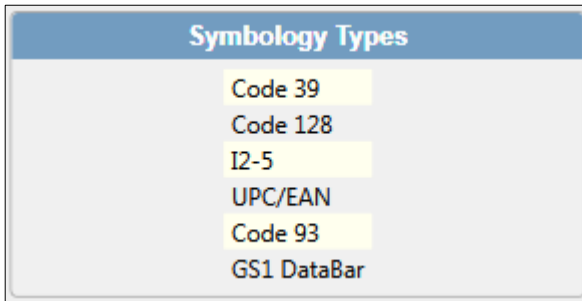 Symbology Types
Code 39
Code 128
I2-5
UPC/EAN
Code 93
GS1 DataBar